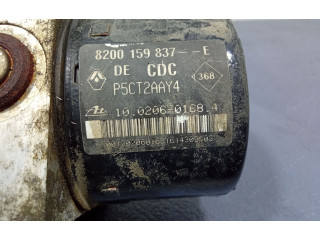 8200 159 837--E
DE CDC
368
P5CT2AAY4
10.0206-0168.4